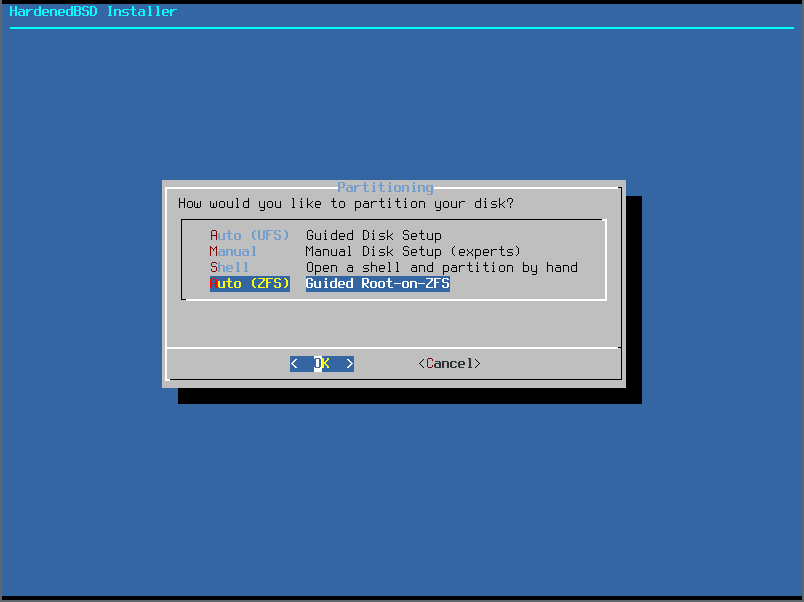 HardenedBSD Installer
Partitioning
How would you like to partition your disk?
Auto (UFS) Guided Disk Setup
Manual Manual Disk Setup (experts)
Shell Open a shell and partition by hand
Auto (ZFS) Guided Root-on-ZFS
< OK > <Cancel>